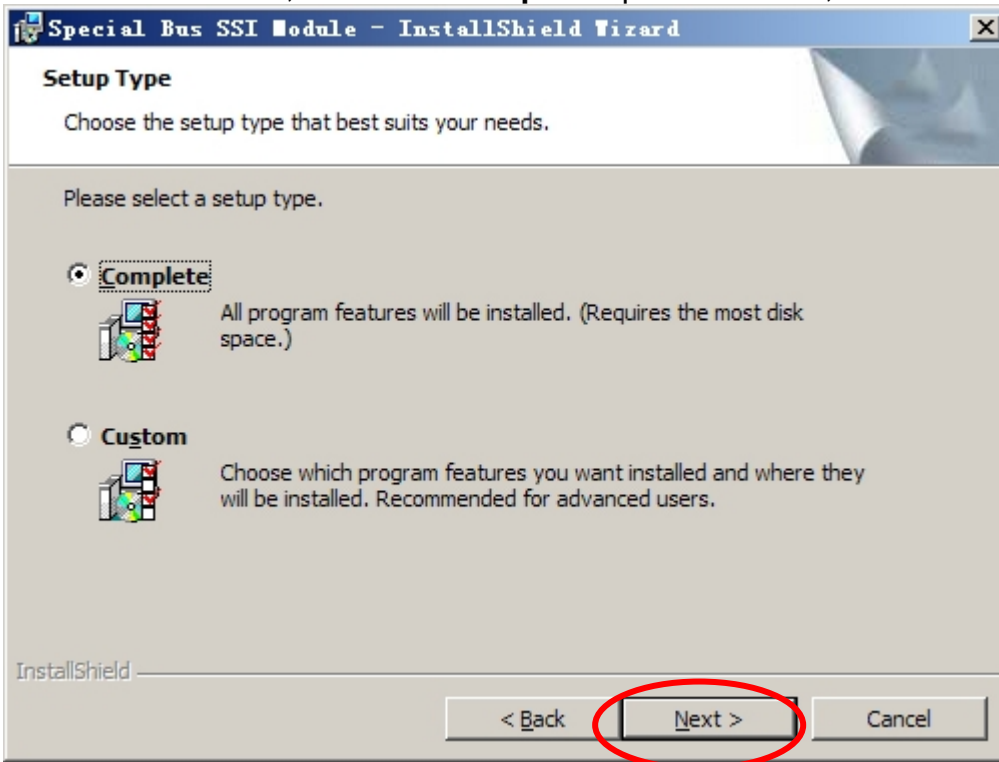 Special Bus SSI Module - InstallShield Wizard
Setup Type
Choose the setup type that best suits your needs.
Please select a setup type.
Complete
All program features will be installed. (Requires the most disk
space.)
Custom
Choose which program features you want installed and where they
will be installed. Recommended for advanced users.
InstallShield
< Back Next > Cancel